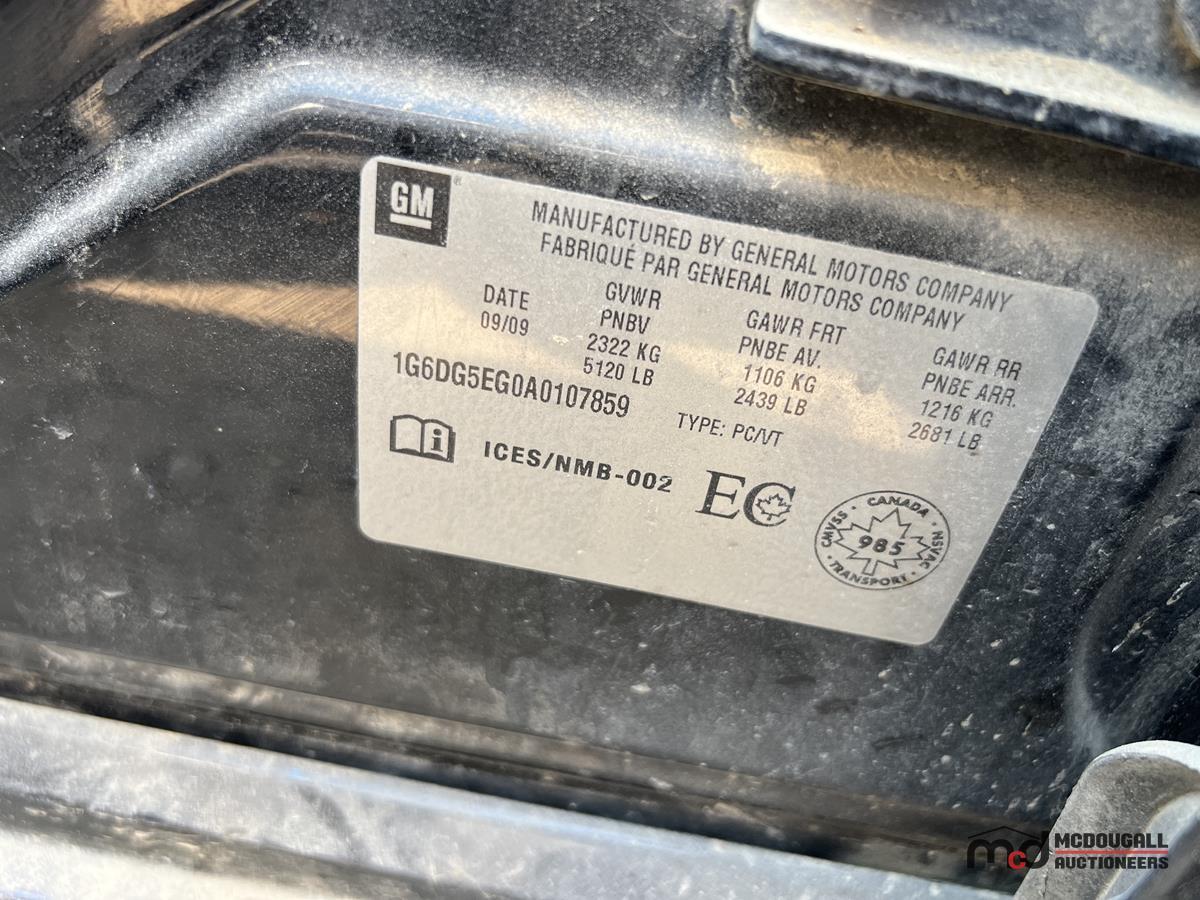 GM
MANUFACTURED BY GENERAL MOTORS COMPANY
FABRIQUÉ PAR GENERAL MOTORS COMPANY
DATE GVWR GAWR FRT GAWR RR
09/09 PNBV PNBE AV. PNBE ARR.
2322 KG 1106 KG 1216 KG
5120 LB 2439 LB 2681 LB
1G6DG5EG0A0107859 TYPE: PC/VT
i ICES/NMB-002 EC
CANADA
CMVSS 985 NSVAC
TRANSPORT
mcD MCDOUGALL
AUCTIONEERS